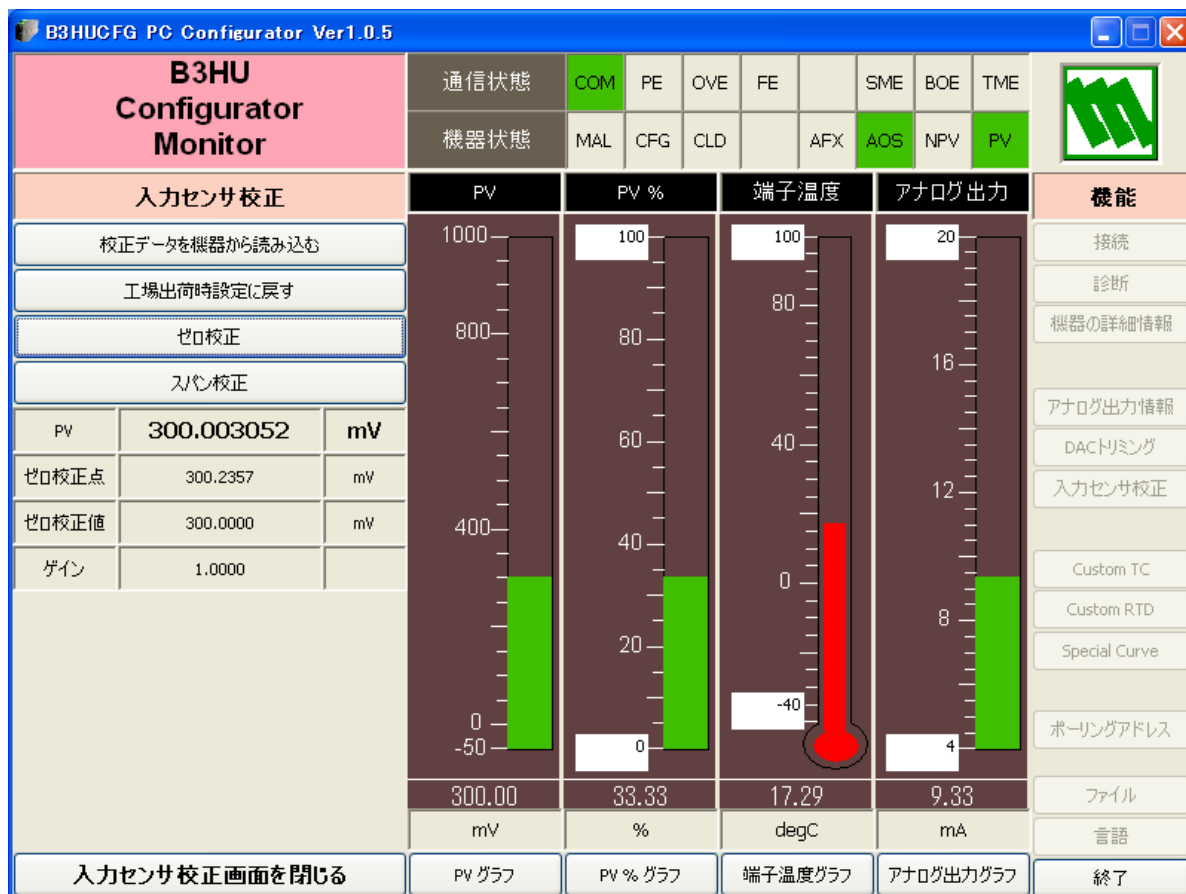 B3HUCFG PC Configurator Ver1.0.5
B3HU
Configurator
Monitor
通信状態 COM PE OVE FE SME BOE TME
機器状態 MAL CFG CLD AFX AOS NPV PV
入力センサ校正
校正データを機器から読み込む
工場出荷時設定に戻す
ゼロ校正
スパン校正
PV 300.003052 mV
ゼロ校正点 300.2357 mV
ゼロ校正値 300.0000 mV
ゲイン 1.0000
入力センサ校正画面を閉じる
PV
1000
800
400
0
-50
300.00
mV
PV グラフ
PV %
100
80
60
40
20
0
33.33
%
PV % グラフ
端子温度
100
80
40
0
-40
17.29
degC
端子温度グラフ
アナログ出力
20
16
12
8
4
9.33
mA
アナログ出力グラフ
機能
接続
診断
機器の詳細情報
アナログ出力情報
DACトリミング
入力センサ校正
Custom TC
Custom RTD
Special Curve
ポーリングアドレス
ファイル
言語
終了